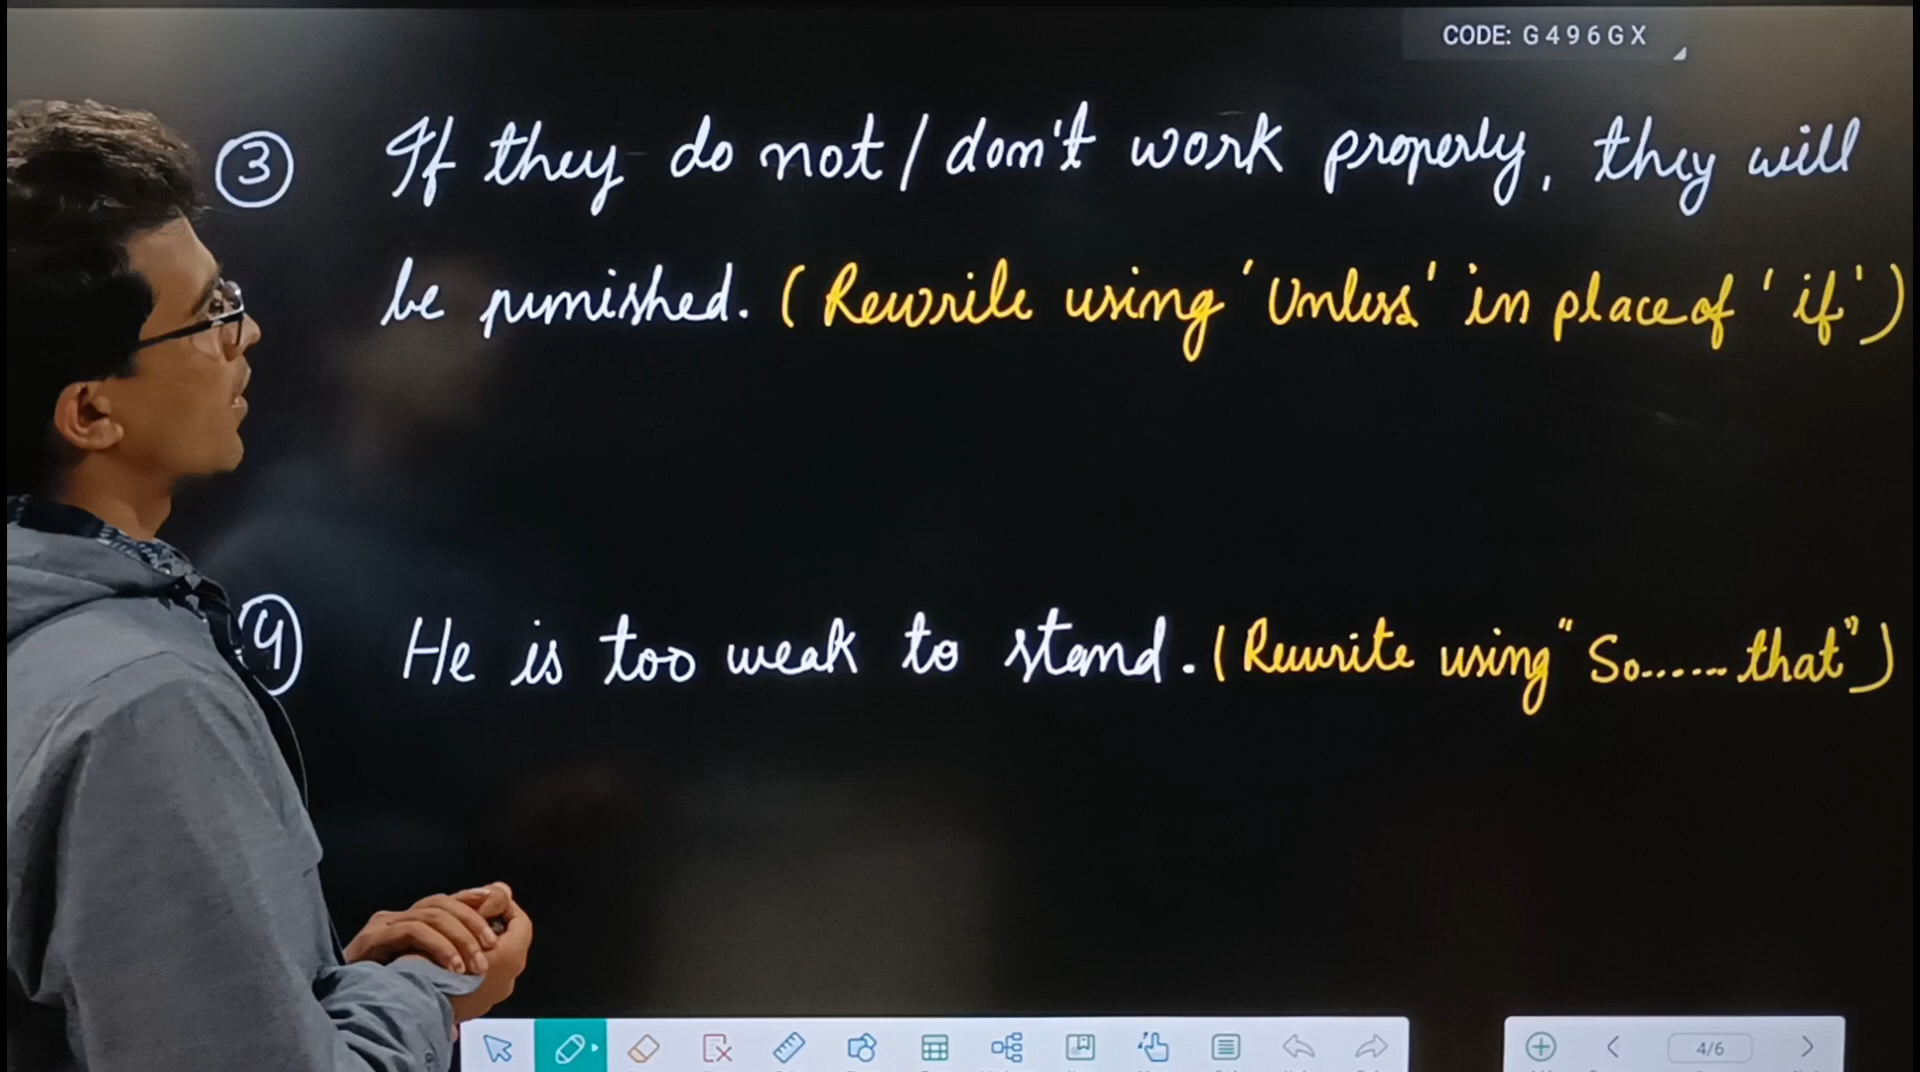 CODE: G496GX
③ If they do not / don't work properly, they will
be punished. (Rewrite using 'Unless' in place of 'if')
④ He is too weak to stand. (Rewrite using "So...... that")
4/6